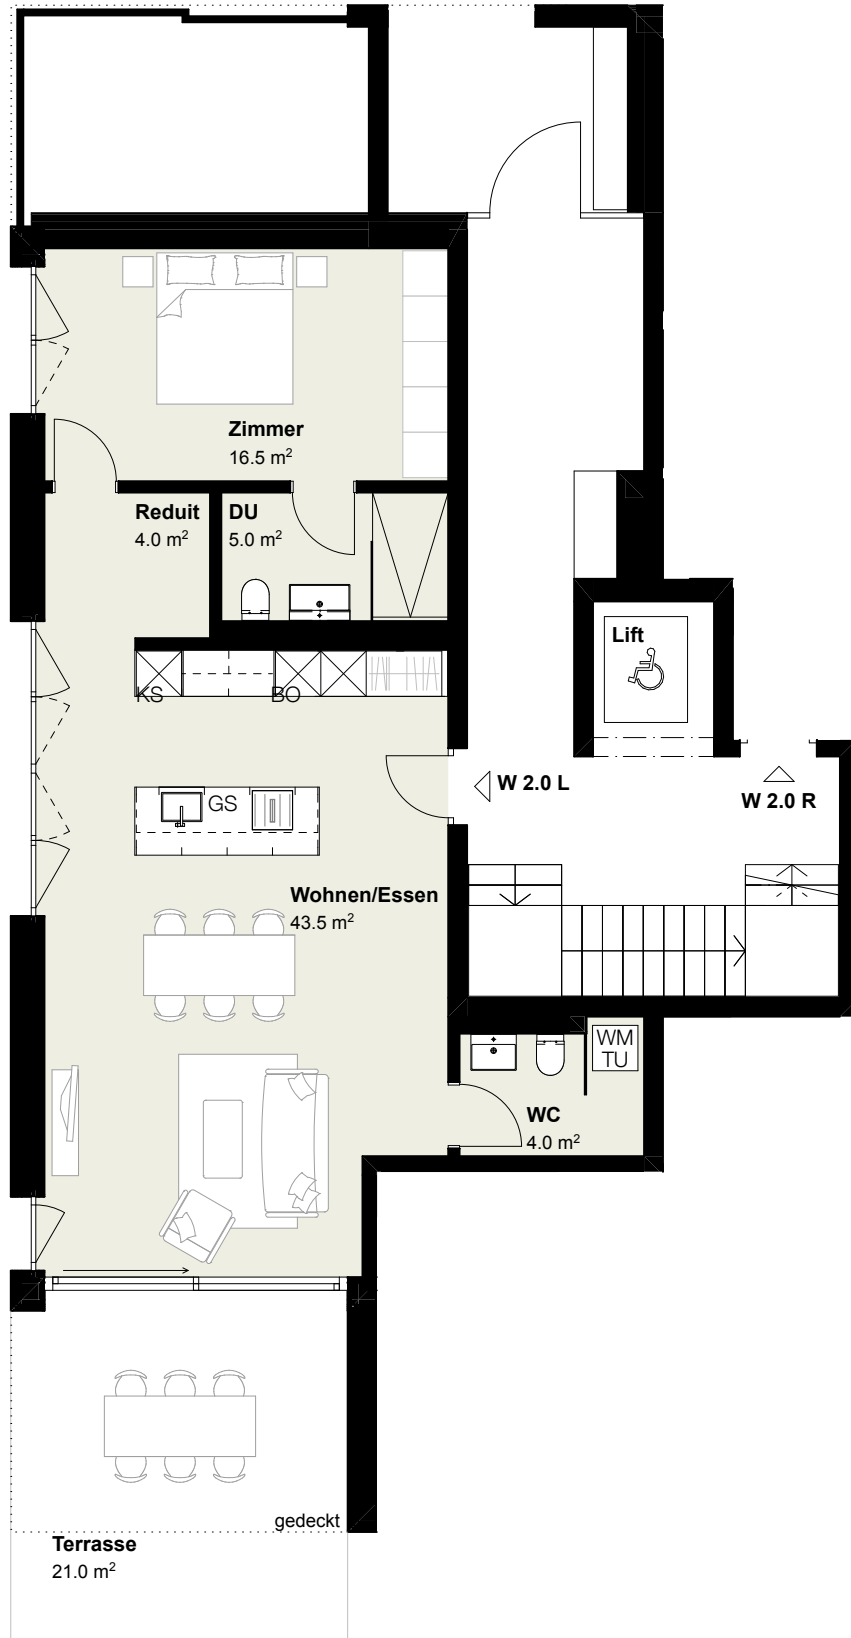 Zimmer
16.5 m²
Reduit
4.0 m²
DU
5.0 m²
Lift
KS
BO
W 2.0 L
W 2.0 R
GS
Wohnen/Essen
43.5 m²
WM
TU
WC
4.0 m²
gedeckt
Terrasse
21.0 m²